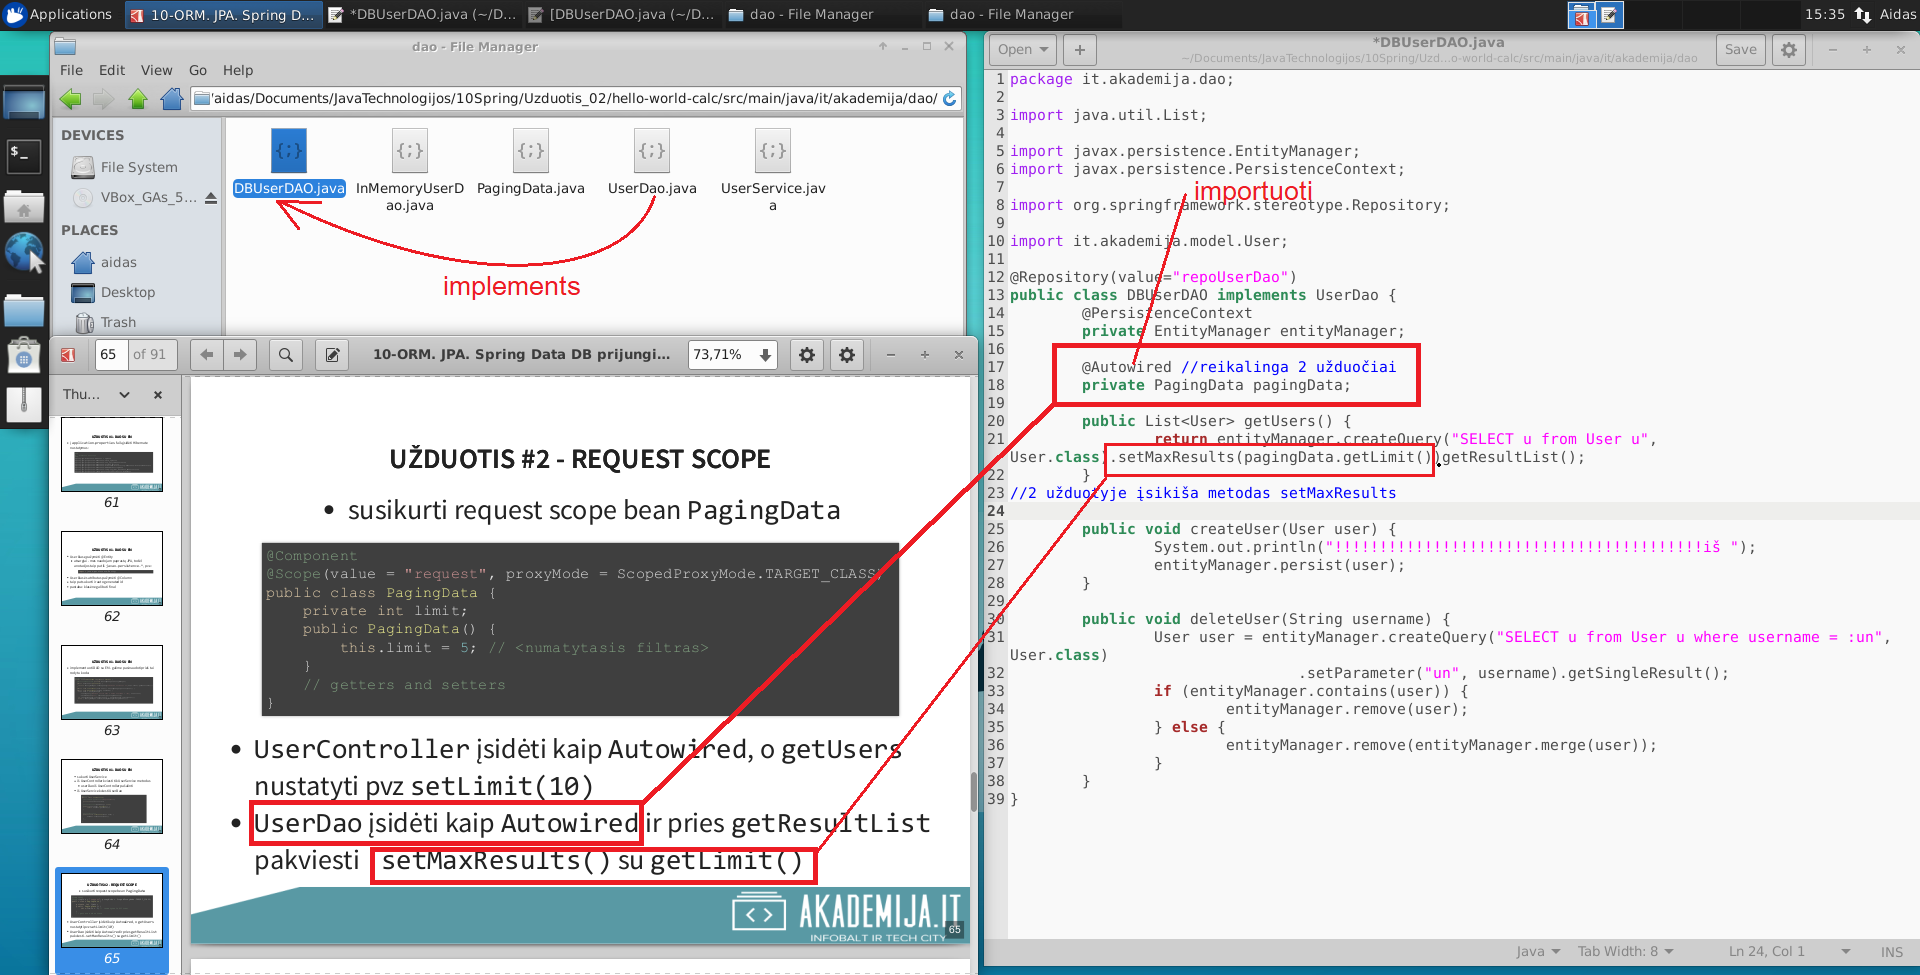 Applications
10-ORM. JPA. Spring D...
*DBUserDAO.java (~/D...
[DBUserDAO.java (~/D...
dao - File Manager
dao - File Manager
15:35
Aidas
dao - File Manager
File Edit View Go Help
'aidas/Documents/JavaTechnologijos/10Spring/Uzduotis_02/hello-world-calc/src/main/java/it/akademija/dao/
DEVICES
File System
VBox_GAs_5...
PLACES
aidas
Desktop
Trash
DBUserDAO.java
InMemoryUserD
ao.java
PagingData.java
UserDao.java
UserService.jav
a
implements
65 of 91
10-ORM. JPA. Spring Data DB prijungi...
73,71%
Thu...
61
62
63
64
65
UŽDUOTIS #2 - REQUEST SCOPE
• susikurti request scope bean PagingData
@Component
@Scope(value = "request", proxyMode = ScopedProxyMode.TARGET_CLASS)
public class PagingData {
private int limit;
public PagingData() {
this.limit = 5; // <numatytasis filtras>
}
// getters and setters
}
• UserController įsidėti kaip Autowired, o getUsers
nustatyti pvz setLimit(10)
• UserDao įsidėti kaip Autowired ir pries getResultList
pakviesti setMaxResults() su getLimit()
AKADEMIJA.IT
INFOBALT IR TECH CITY
65
Open
+
*DBUserDAO.java
~/Documents/JavaTechnologijos/10Spring/Uzd...o-world-calc/src/main/java/it/akademija/dao
Save
1 package it.akademija.dao;
2
3 import java.util.List;
4
5 import javax.persistence.EntityManager;
6 import javax.persistence.PersistenceContext;
7
importuoti
8 import org.springframework.stereotype.Repository;
9
10 import it.akademija.model.User;
11
12 @Repository(value="repoUserDao")
13 public class DBUserDAO implements UserDao {
14 @PersistenceContext
15 private EntityManager entityManager;
16
17 @Autowired //reikalinga 2 užduočiai
18 private PagingData pagingData;
19
20 public List<User> getUsers() {
21 return entityManager.createQuery("SELECT u from User u",
User.class).setMaxResults(pagingData.getLimit()).getResultList();
22 }
23 //2 užduotyje įsikiša metodas setMaxResults
24
25 public void createUser(User user) {
26 System.out.println("!!!!!!!!!!!!!!!!!!!!!!!!!!!!!!!!!!!!!!!!!iš ");
27 entityManager.persist(user);
28 }
29
30 public void deleteUser(String username) {
31 User user = entityManager.createQuery("SELECT u from User u where username = :un",
User.class)
32 .setParameter("un", username).getSingleResult();
33 if (entityManager.contains(user)) {
34 entityManager.remove(user);
35 } else {
36 entityManager.remove(entityManager.merge(user));
37 }
38 }
39 }
Java
Tab Width: 8
Ln 24, Col 1
INS